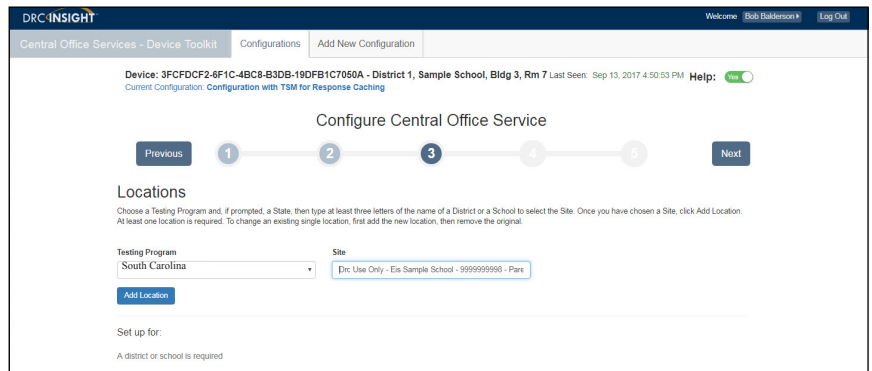 DRC INSIGHT
Welcome Bob Balderson Log Out
Central Office Services - Device Toolkit Configurations Add New Configuration
Device: 3FCFDCF2-6F1C-4BC8-B3DB-19DFB1C7050A - District 1, Sample School, Bldg 3, Rm 7 Last Seen: Sep 13, 2017 4:50:53 PM Help: Yes
Current Configuration: Configuration with TSM for Response Caching
Configure Central Office Service
Previous 1 2 3 4 5 Next
Locations
Choose a Testing Program and, if prompted, a State, then type at least three letters of the name of a District or a School to select the Site. Once you have chosen a Site, click Add Location.
At least one location is required. To change an existing single location, first add the new location, then remove the original.
Testing Program Site
South Carolina Drc Use Only - Eis Sample School - 9999999998 - Pare
Add Location
Set up for:
A district or school is required